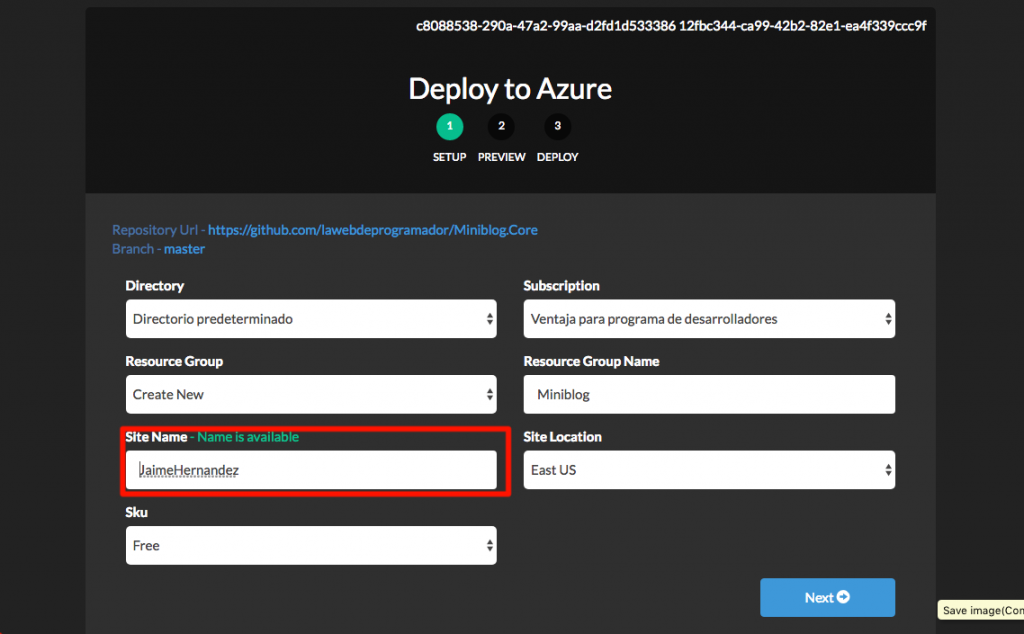 c8088538-290a-47a2-99aa-d2fd1d533386 12fbc344-ca99-42b2-82e1-ea4f339ccc9f
Deploy to Azure
1 2 3
SETUP PREVIEW DEPLOY
Repository Url - https://github.com/lawebdeprogramador/Miniblog.Core
Branch - master
Directory
Directorio predeterminado
Subscription
Ventaja para programa de desarrolladores
Resource Group
Create New
Resource Group Name
Miniblog
Site Name - Name is available
JaimeHernandez
Site Location
East US
Sku
Free
Next
Save image(Con